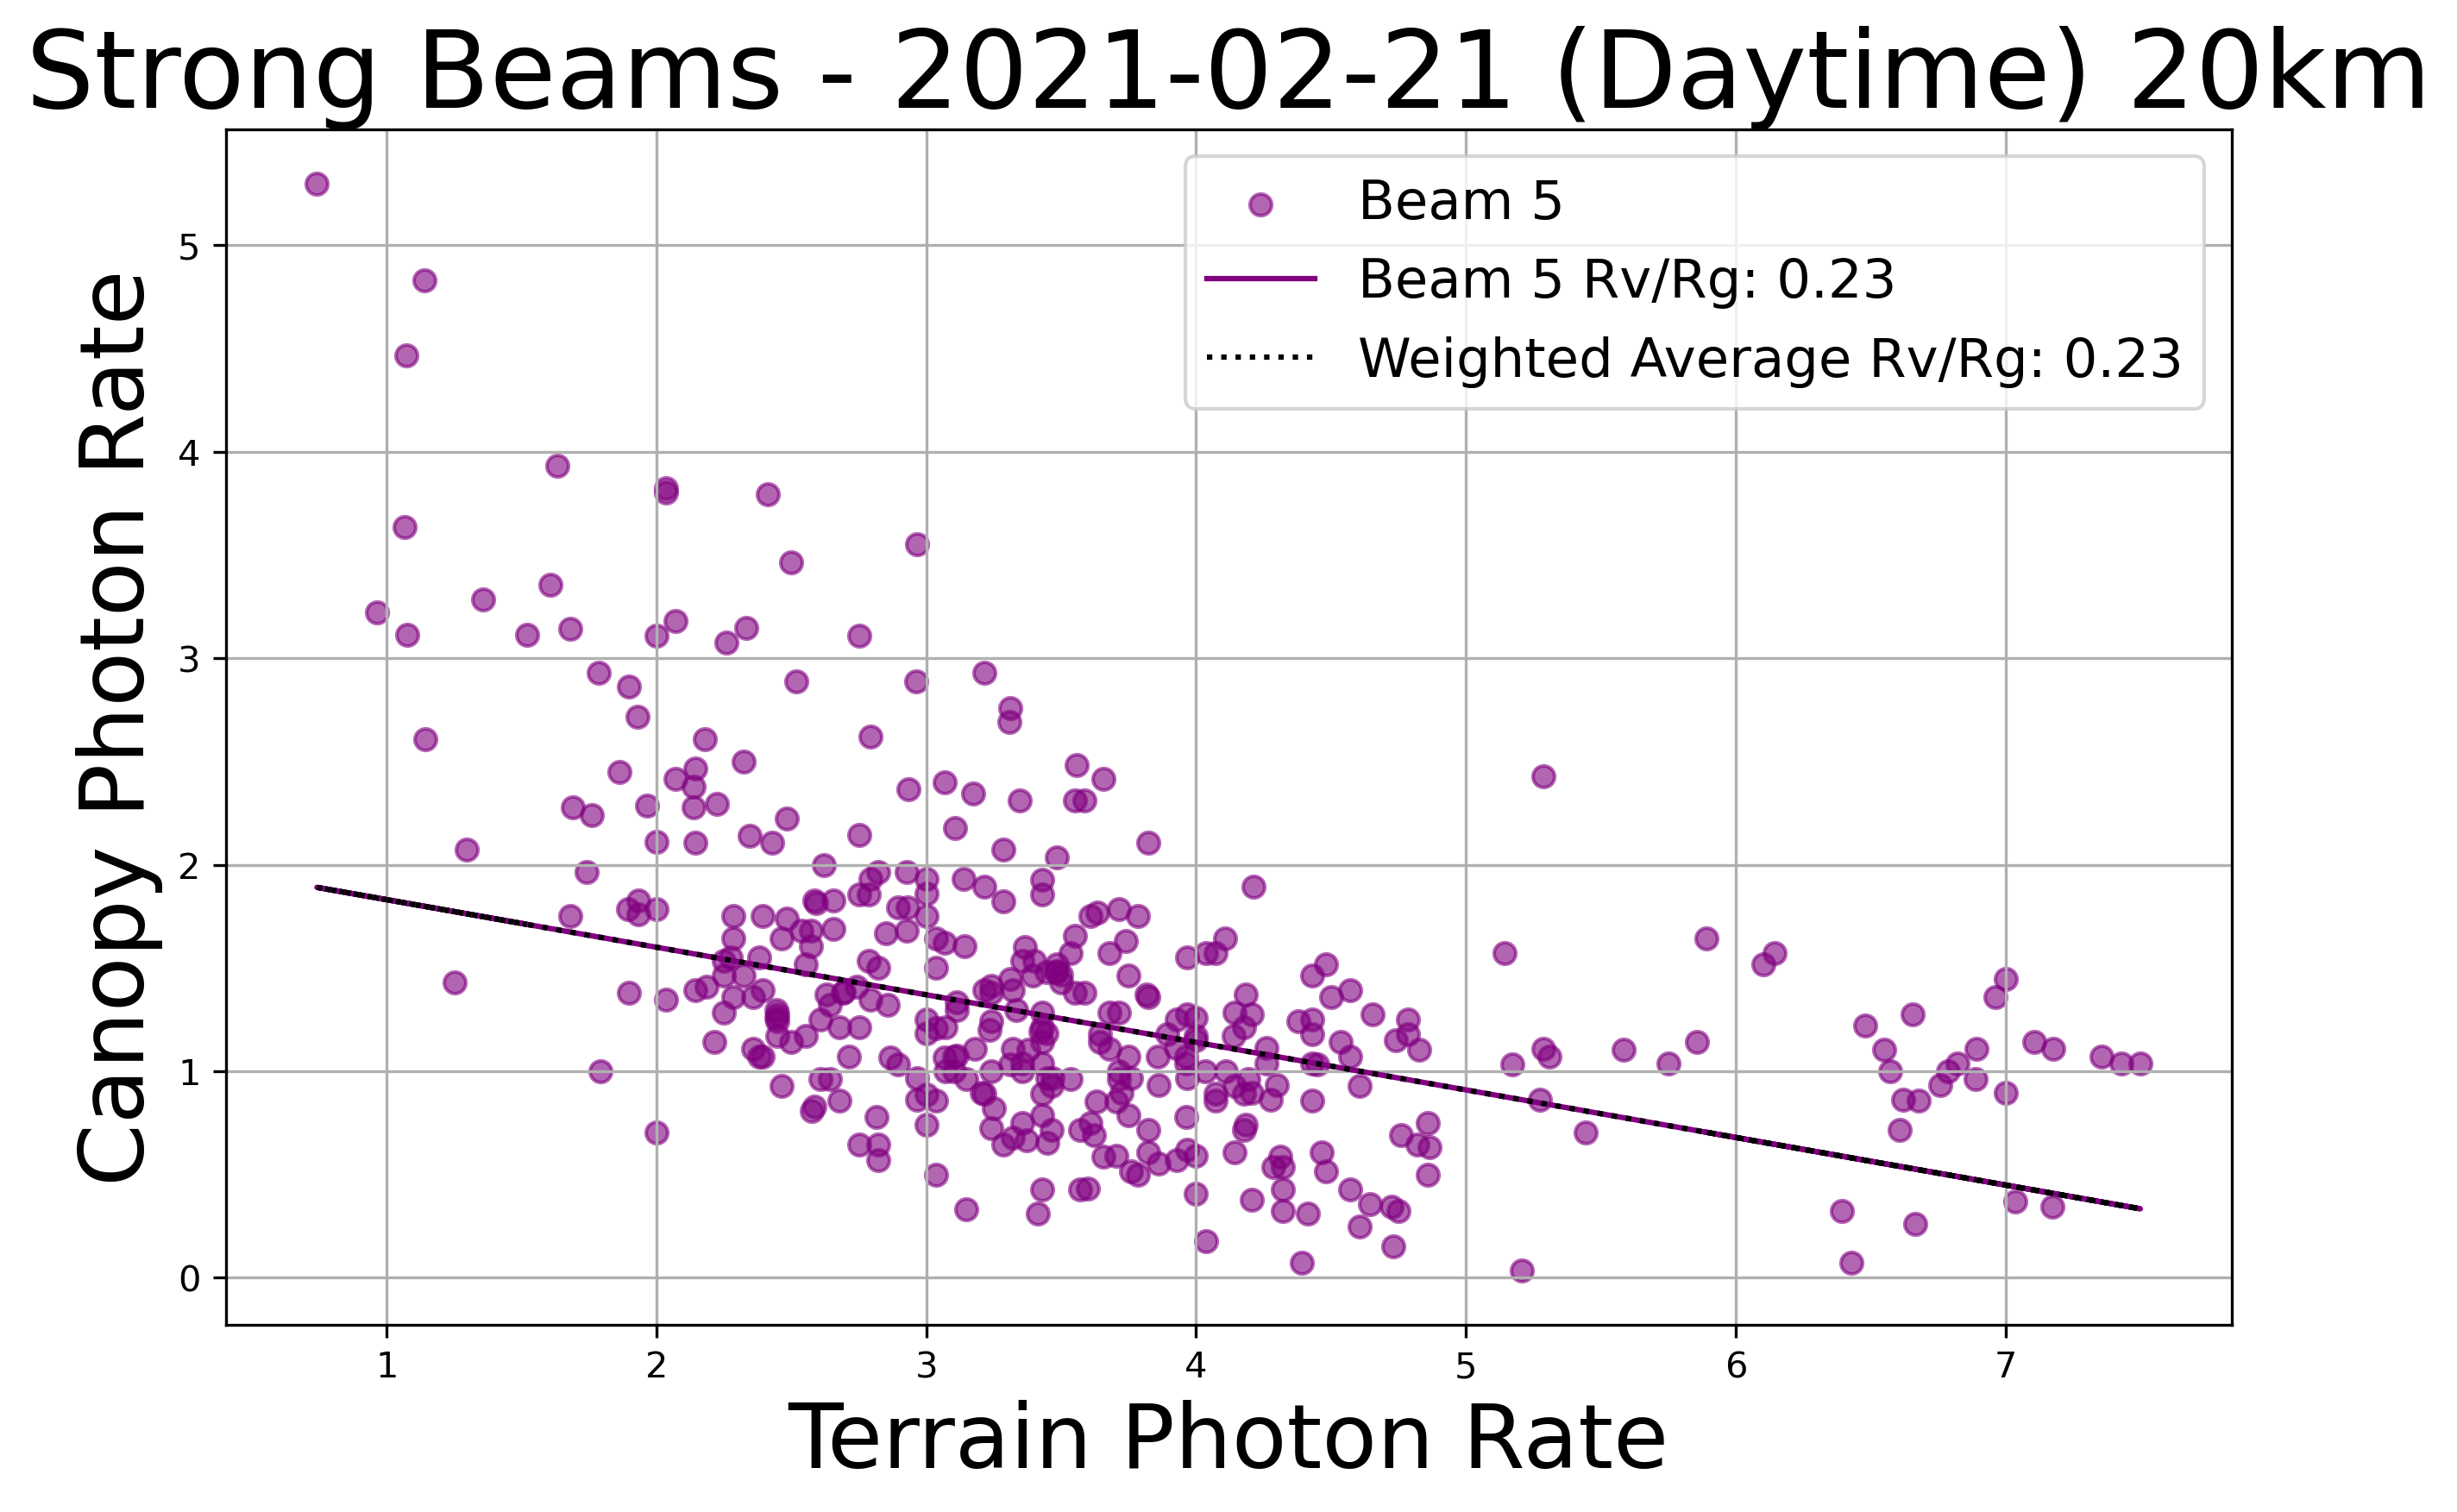 Strong Beams - 2021-02-21 (Daytime) 20km
Beam 5
Beam 5 Rv/Rg: 0.23
Weighted Average Rv/Rg: 0.23
Canopy Photon Rate
5
4
3
2
1
0
1 2 3 4 5 6 7
Terrain Photon Rate